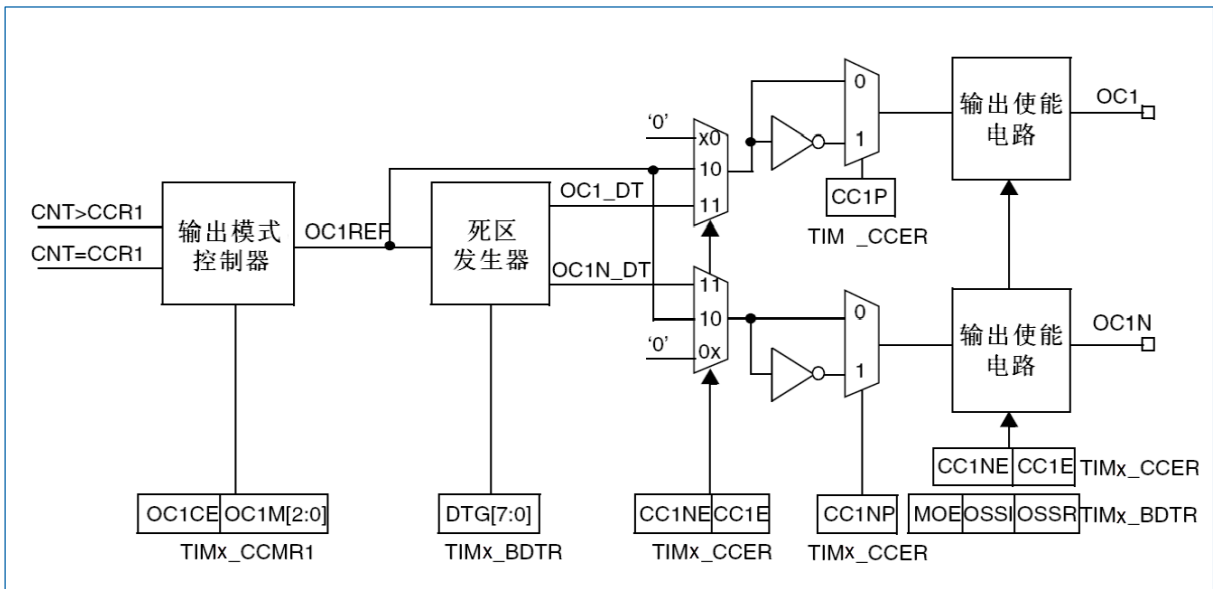 CNT>CCR1
CNT=CCR1
输出模式
控制器
OC1REF
死区
发生器
OC1_DT
OC1N_DT
‘0’
x0
10
11
11
10
0x
‘0’
0
1
CC1P
TIM _CCER
0
1
输出使能
电路
OC1
输出使能
电路
OC1N
CC1NE CC1E TIMx_CCER
MOE OSSI OSSR TIMx_BDTR
OC1CE OC1M[2:0]
TIMx_CCMR1
DTG[7:0]
TIMx_BDTR
CC1NE CC1E
TIMx_CCER
CC1NP
TIMx_CCER